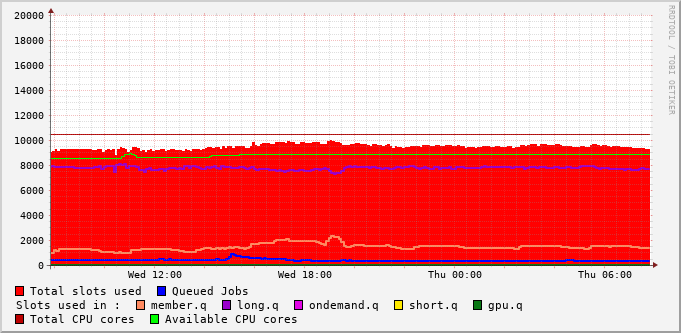 20000
18000
16000
14000
12000
10000
8000
6000
4000
2000
0
Wed 12:00 Wed 18:00 Thu 00:00 Thu 06:00
RRDTOOL / TOBI OETIKER
Total slots used Queued Jobs
Slots used in : member.q long.q ondemand.q short.q gpu.q
Total CPU cores Available CPU cores